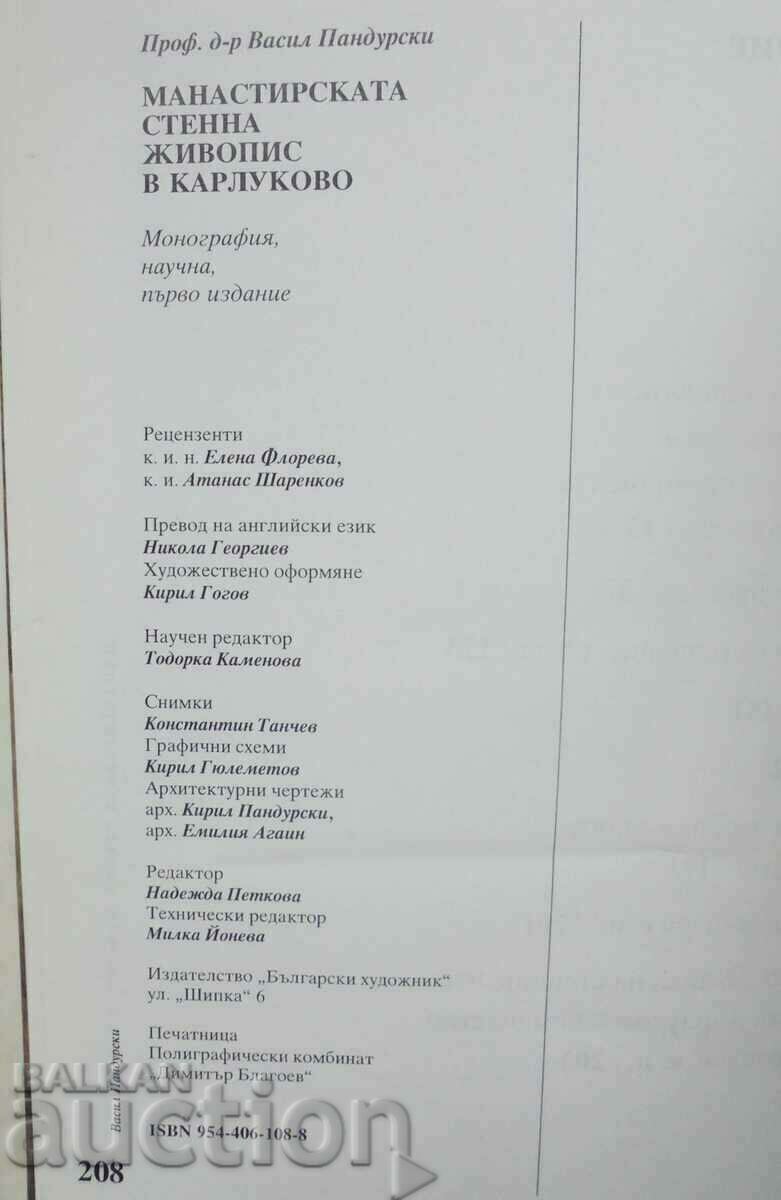 Проф. д-р Васил Пандурски
МАНАСТИРСКАТА
СТЕННА
ЖИВОПИС
В КАРЛУКОВО
Монография,
научна,
първо издание
Рецензенти
к. и. н. Елена Флорева,
к. и. Атанас Шаренков
Превод на английски език
Никола Георгиев
Художествено оформяне
Кирил Гогов
Научен редактор
Тодорка Каменова
Снимки
Константин Танчев
Графични схеми
Кирил Гюлеметов
Архитектурни чертежи
арх. Кирил Пандурски,
арх. Емилия Агаин
Редактор
Надежда Петкова
Технически редактор
Милка Йонева
Издателство „Български художник“
ул. „Шипка“ 6
Печатница
Полиграфически комбинат
„Димитър Благоев“
ISBN 954-406-108-8
Васил Пандурски
208
BALKAN
auction